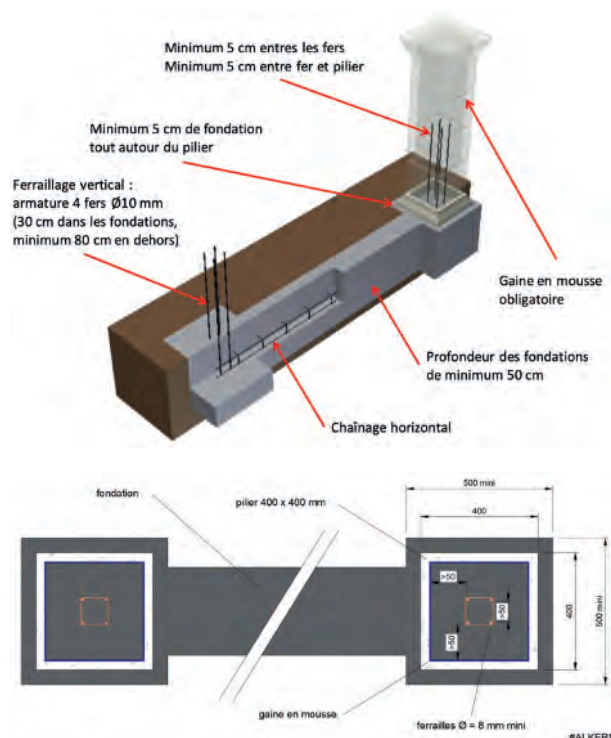 Minimum 5 cm entres les fers
Minimum 5 cm entre fer et pilier
Minimum 5 cm de fondation
tout autour du pilier
Ferraillage vertical :
armature 4 fers Ø10 mm
(30 cm dans les fondations,
minimum 80 cm en dehors)
Gaine en mousse
obligatoire
Profondeur des fondations
de minimum 50 cm
Chaînage horizontal
500 mini
fondation
pilier 400 x 400 mm
400
>50
>50
>50
400
500 mini
gaine en mousse
ferrailles Ø = 8 mm mini